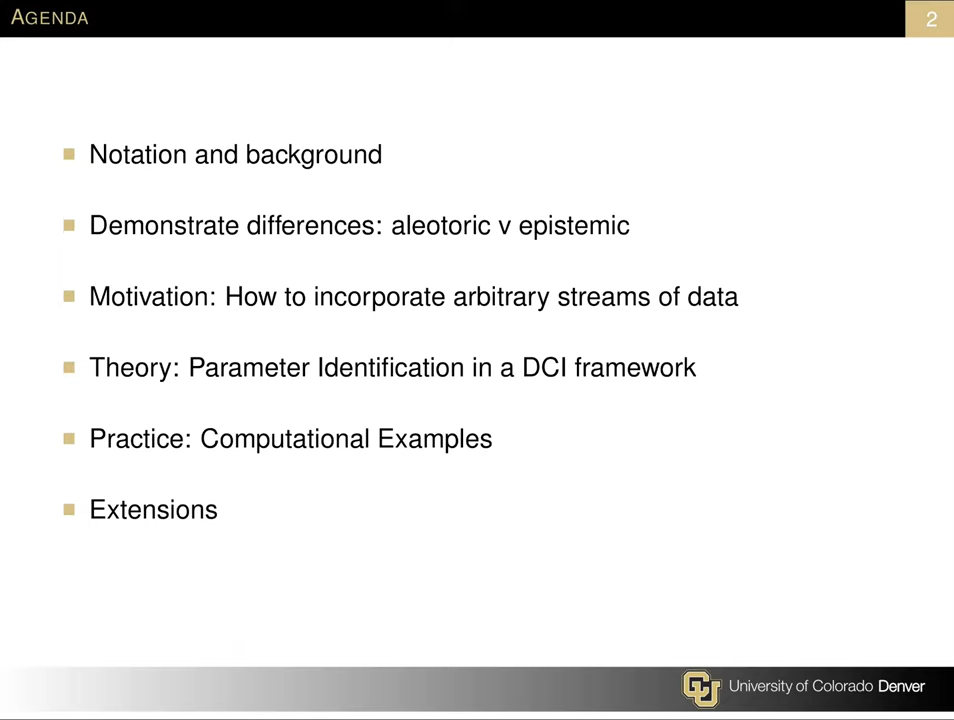 AGENDA
2
Notation and background
Demonstrate differences: aleotoric v epistemic
Motivation: How to incorporate arbitrary streams of data
Theory: Parameter Identification in a DCI framework
Practice: Computational Examples
Extensions
CU University of Colorado Denver